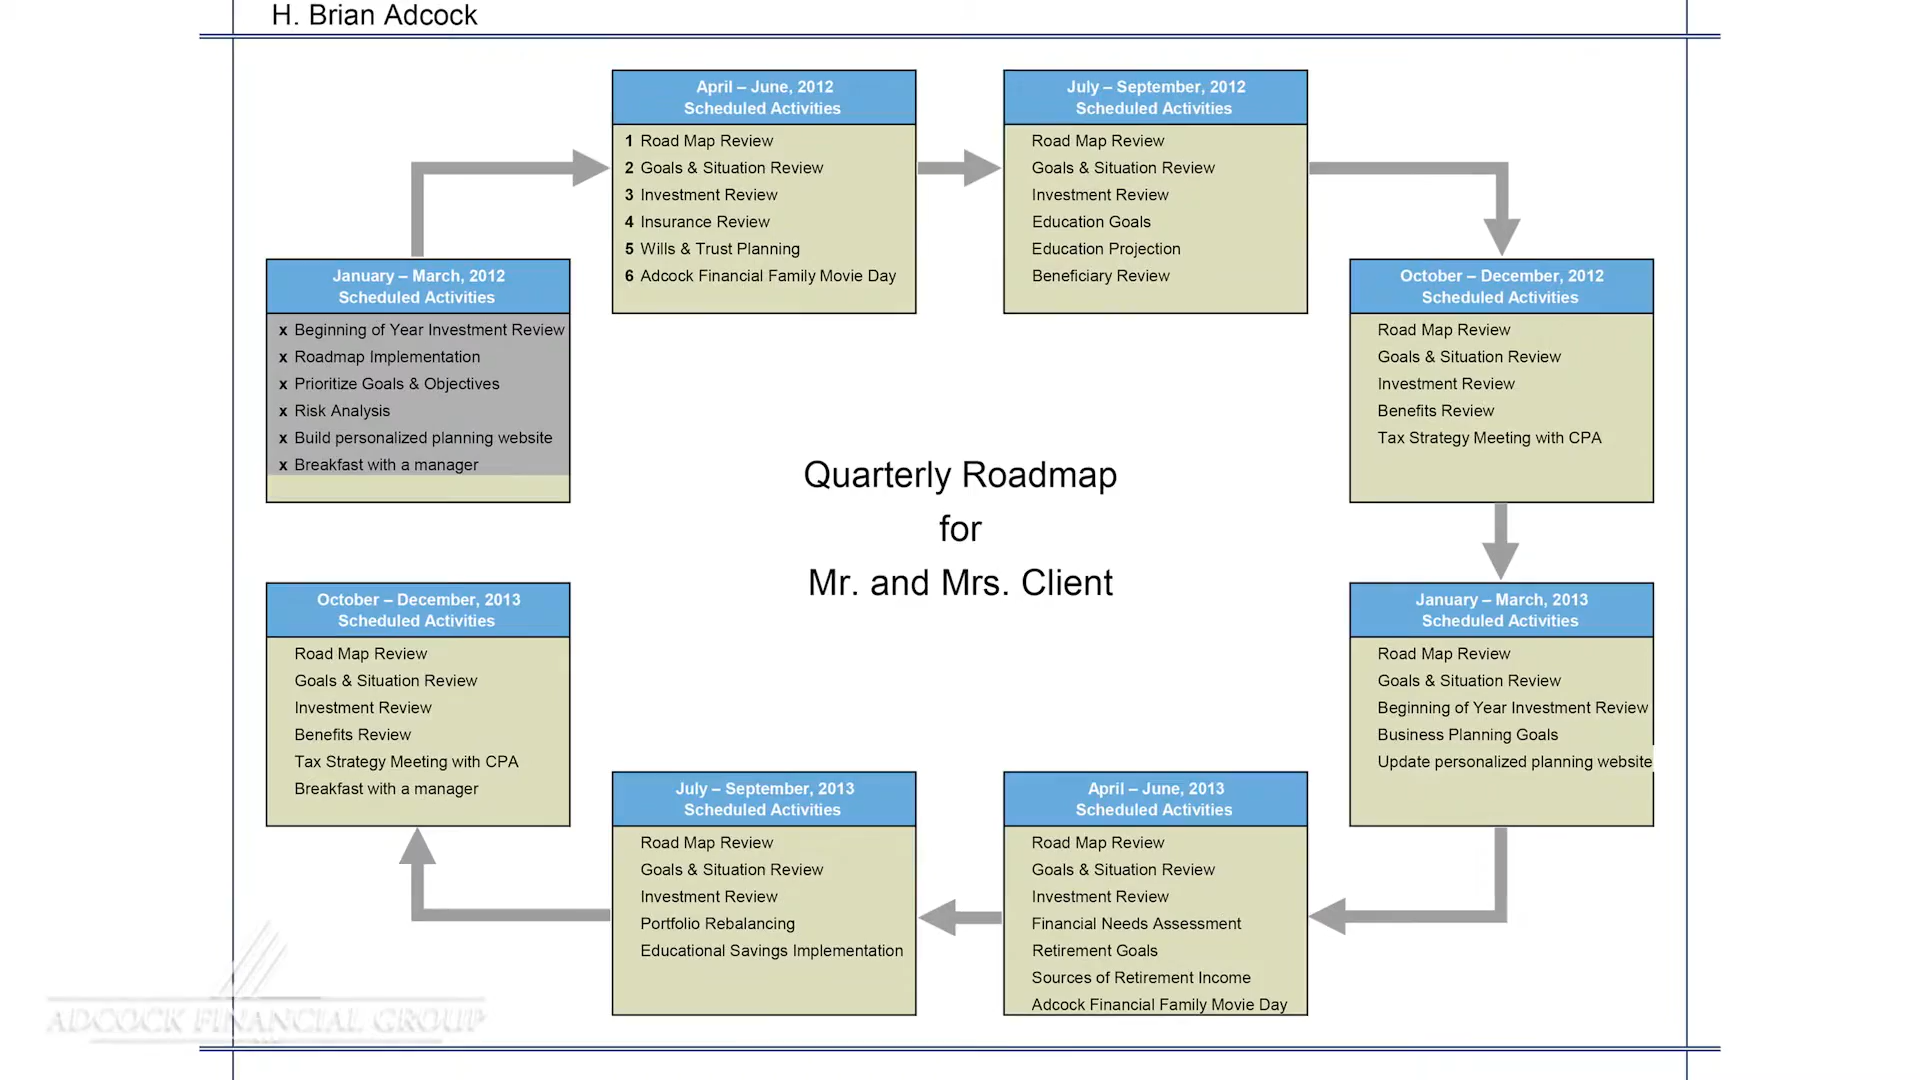 H. Brian Adcock
January – March, 2012
Scheduled Activities
x Beginning of Year Investment Review
x Roadmap Implementation
x Prioritize Goals & Objectives
x Risk Analysis
x Build personalized planning website
x Breakfast with a manager
April – June, 2012
Scheduled Activities
1 Road Map Review
2 Goals & Situation Review
3 Investment Review
4 Insurance Review
5 Wills & Trust Planning
6 Adcock Financial Family Movie Day
July – September, 2012
Scheduled Activities
Road Map Review
Goals & Situation Review
Investment Review
Education Goals
Education Projection
Beneficiary Review
October – December, 2012
Scheduled Activities
Road Map Review
Goals & Situation Review
Investment Review
Benefits Review
Tax Strategy Meeting with CPA
Quarterly Roadmap
for
Mr. and Mrs. Client
January – March, 2013
Scheduled Activities
Road Map Review
Goals & Situation Review
Beginning of Year Investment Review
Business Planning Goals
Update personalized planning website
April – June, 2013
Scheduled Activities
Road Map Review
Goals & Situation Review
Investment Review
Financial Needs Assessment
Retirement Goals
Sources of Retirement Income
Adcock Financial Family Movie Day
July – September, 2013
Scheduled Activities
Road Map Review
Goals & Situation Review
Investment Review
Portfolio Rebalancing
Educational Savings Implementation
October – December, 2013
Scheduled Activities
Road Map Review
Goals & Situation Review
Investment Review
Benefits Review
Tax Strategy Meeting with CPA
Breakfast with a manager
ADCOCK FINANCIAL GROUP